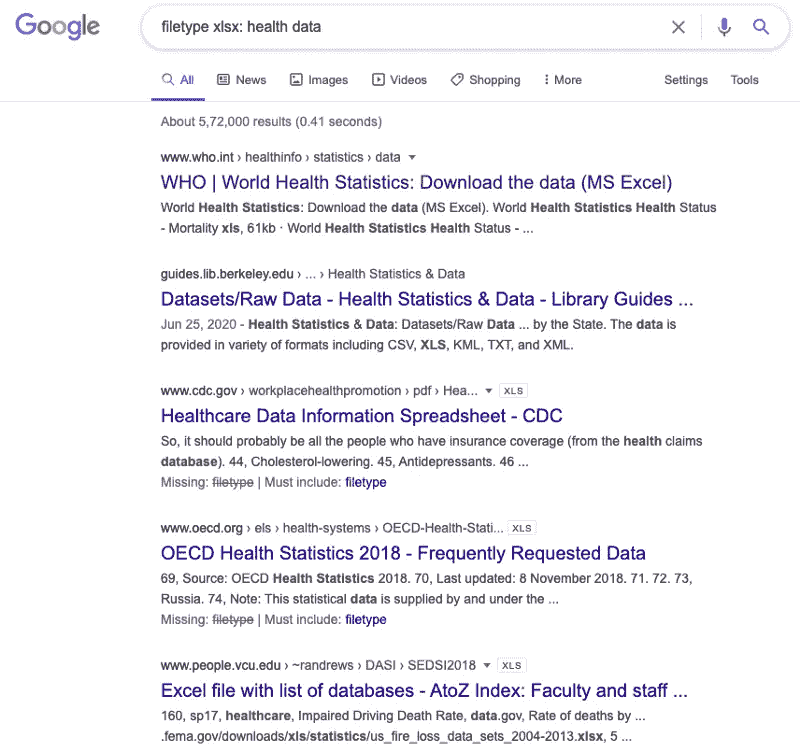 Google
filetype xlsx: health data
All News Images Videos Shopping More Settings Tools
About 5,72,000 results (0.41 seconds)
www.who.int › healthinfo › statistics › data
WHO | World Health Statistics: Download the data (MS Excel)
World Health Statistics: Download the data (MS Excel). World Health Statistics Health Status
- Mortality xls, 61kb · World Health Statistics Health Status - ...
guides.lib.berkeley.edu › ... › Health Statistics & Data
Datasets/Raw Data - Health Statistics & Data - Library Guides ...
Jun 25, 2020 - Health Statistics & Data: Datasets/Raw Data ... by the State. The data is
provided in variety of formats including CSV, XLS, KML, TXT, and XML.
www.cdc.gov › workplacehealthpromotion › pdf › Hea... XLS
Healthcare Data Information Spreadsheet - CDC
So, it should probably be all the people who have insurance coverage (from the health claims
database). 44, Cholesterol-lowering. 45, Antidepressants. 46 ...
Missing: filetype | Must include: filetype
www.oecd.org › els › health-systems › OECD-Health-Stati... XLS
OECD Health Statistics 2018 - Frequently Requested Data
69, Source: OECD Health Statistics 2018. 70, Last updated: 8 November 2018. 71. 72. 73,
Russia. 74, Note: This statistical data is supplied by and under the ...
Missing: filetype | Must include: filetype
www.people.vcu.edu › ~randrews › DASI › SEDSI2018 XLS
Excel file with list of databases - AtoZ Index: Faculty and staff ...
160, sp17, healthcare, Impaired Driving Death Rate, data.gov, Rate of deaths by ...
.fema.gov/downloads/xls/statistics/us_fire_loss_data_sets_2004-2013.xlsx, 5 ...